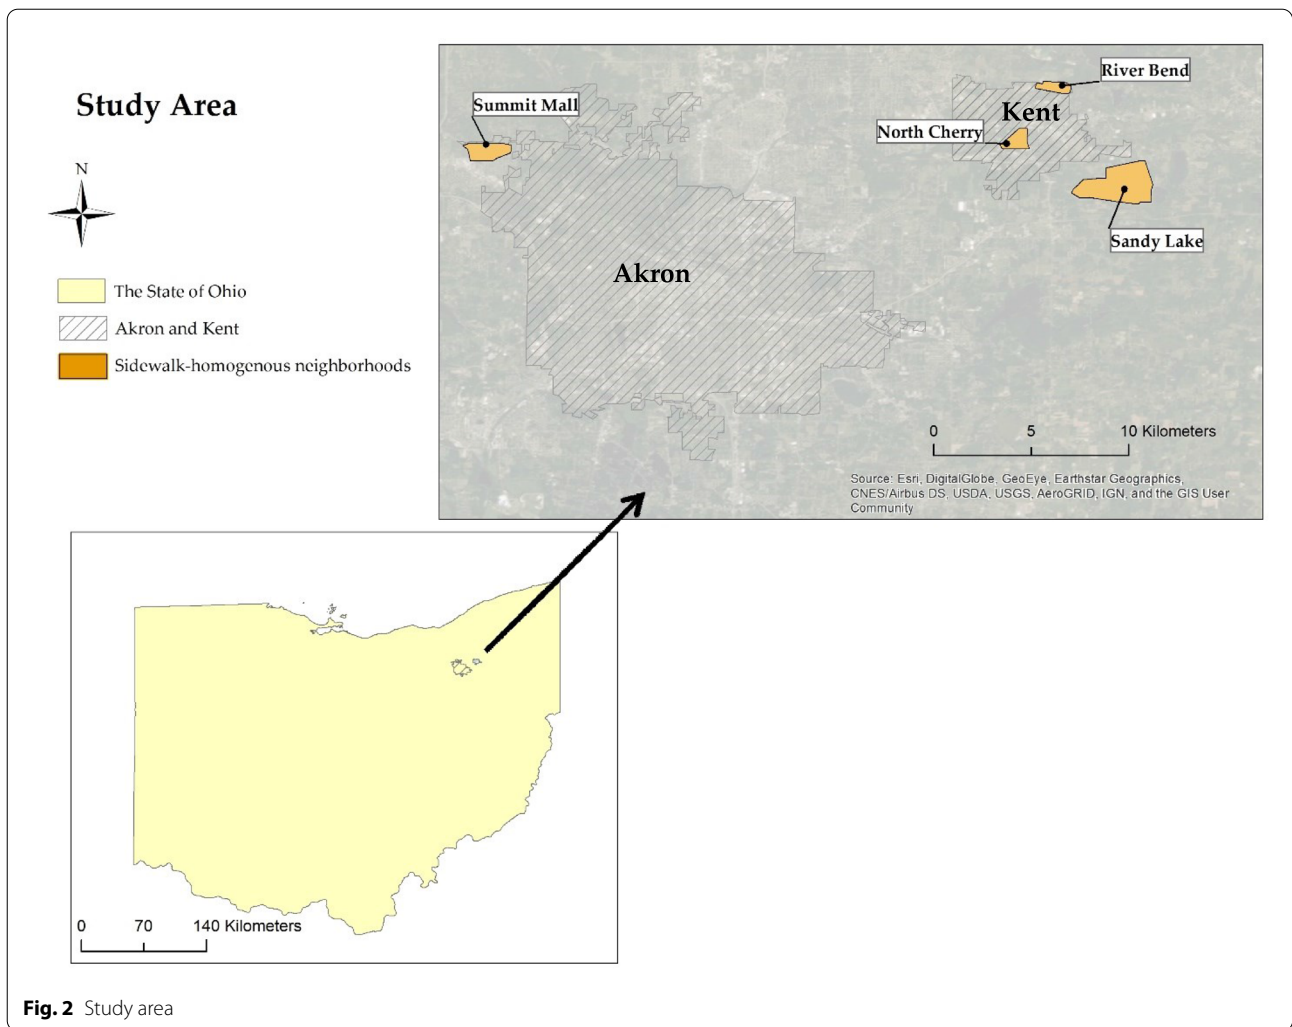 Study Area
N
The State of Ohio
Akron and Kent
Sidewalk-homogenous neighborhoods
Summit Mall
River Bend
Kent
North Cherry
Sandy Lake
Akron
0 5 10 Kilometers
Source: Esri, DigitalGlobe, GeoEye, Earthstar Geographics,
CNES/Airbus DS, USDA, USGS, AeroGRID, IGN, and the GIS User
Community
0 70 140 Kilometers
Fig. 2 Study area